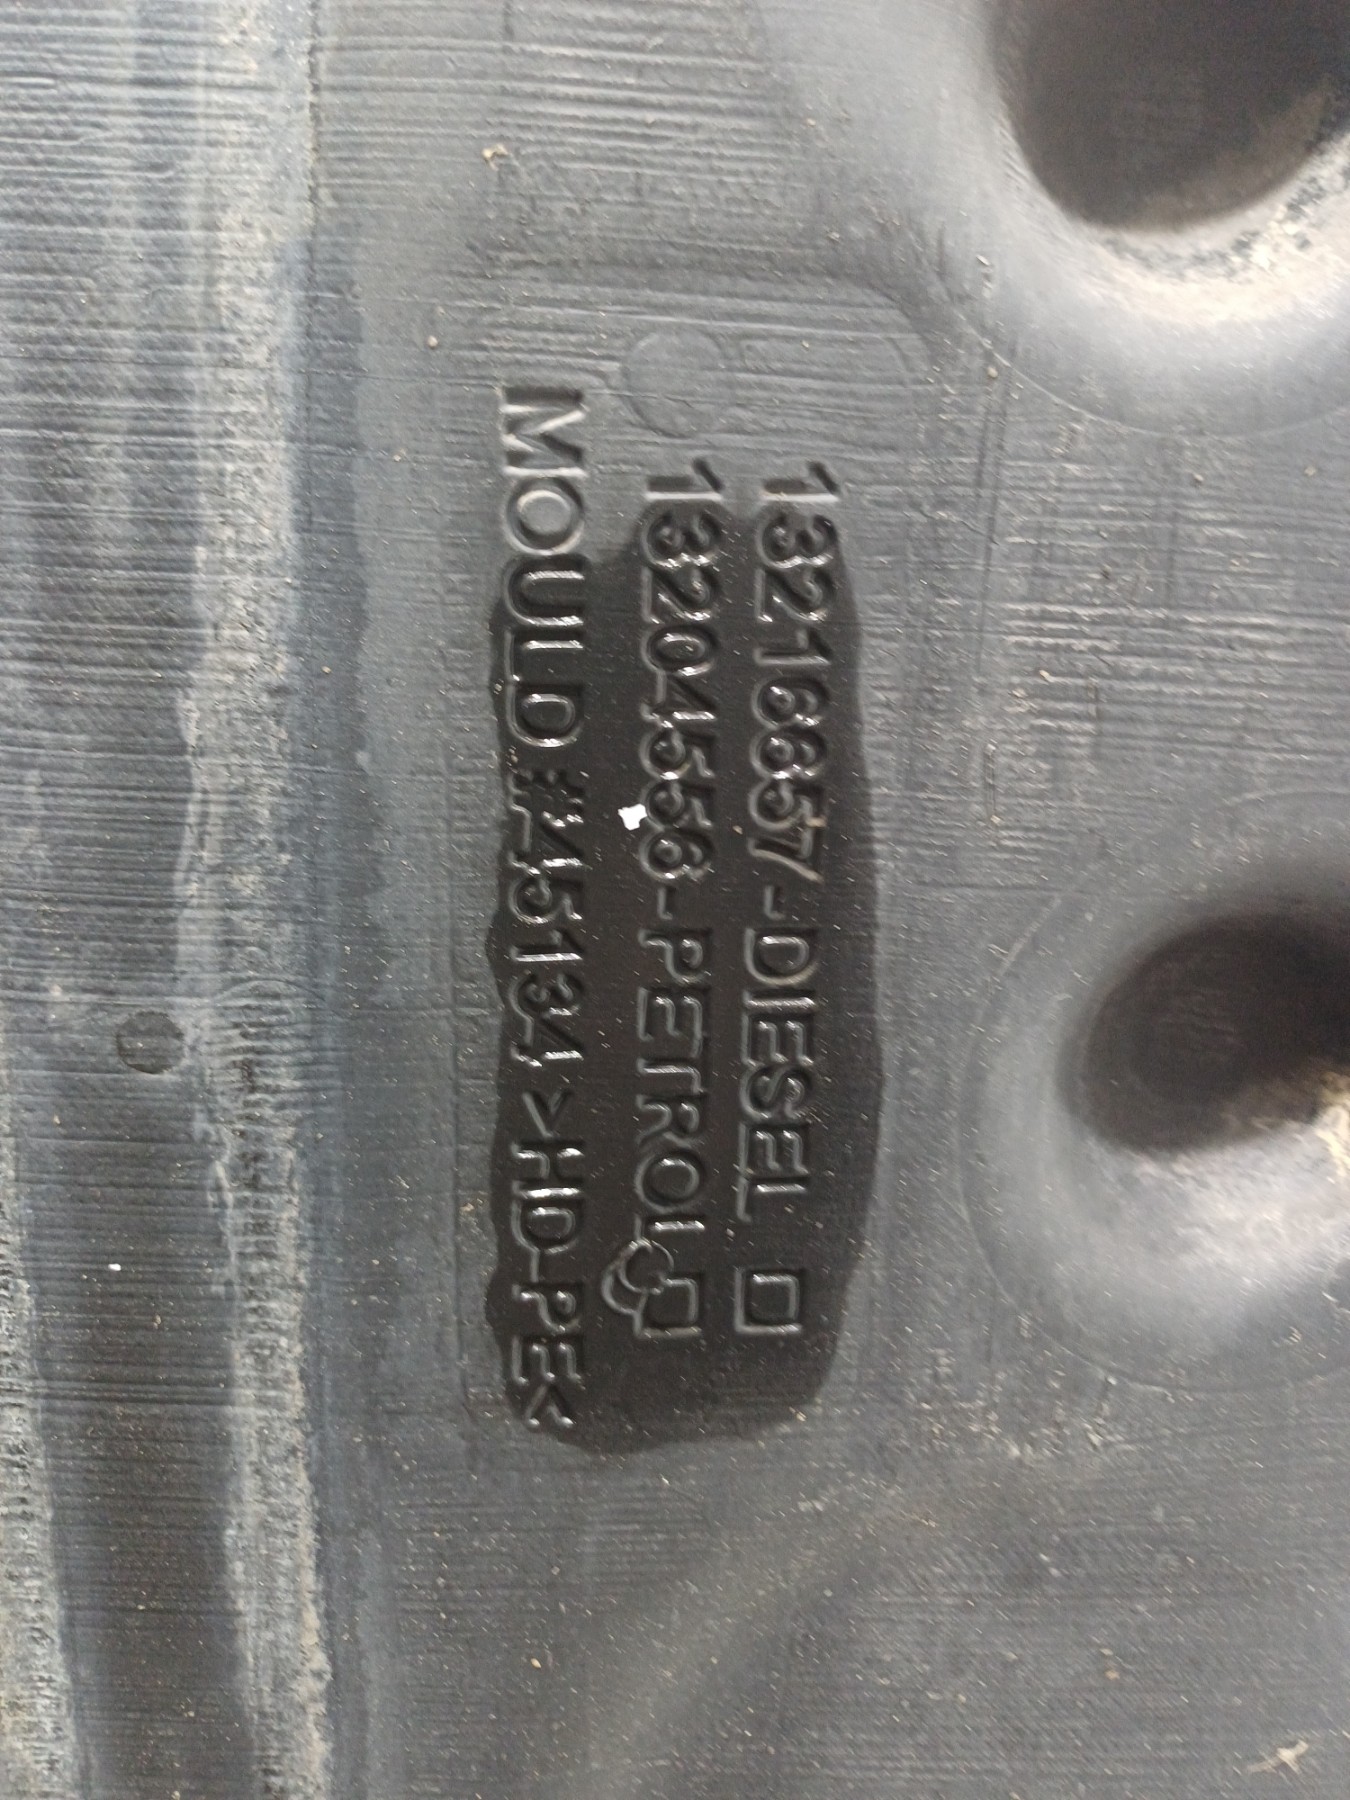 13216657-DIESEL □
13204556-PETROL □
MOULD #45134 >HD-PE<